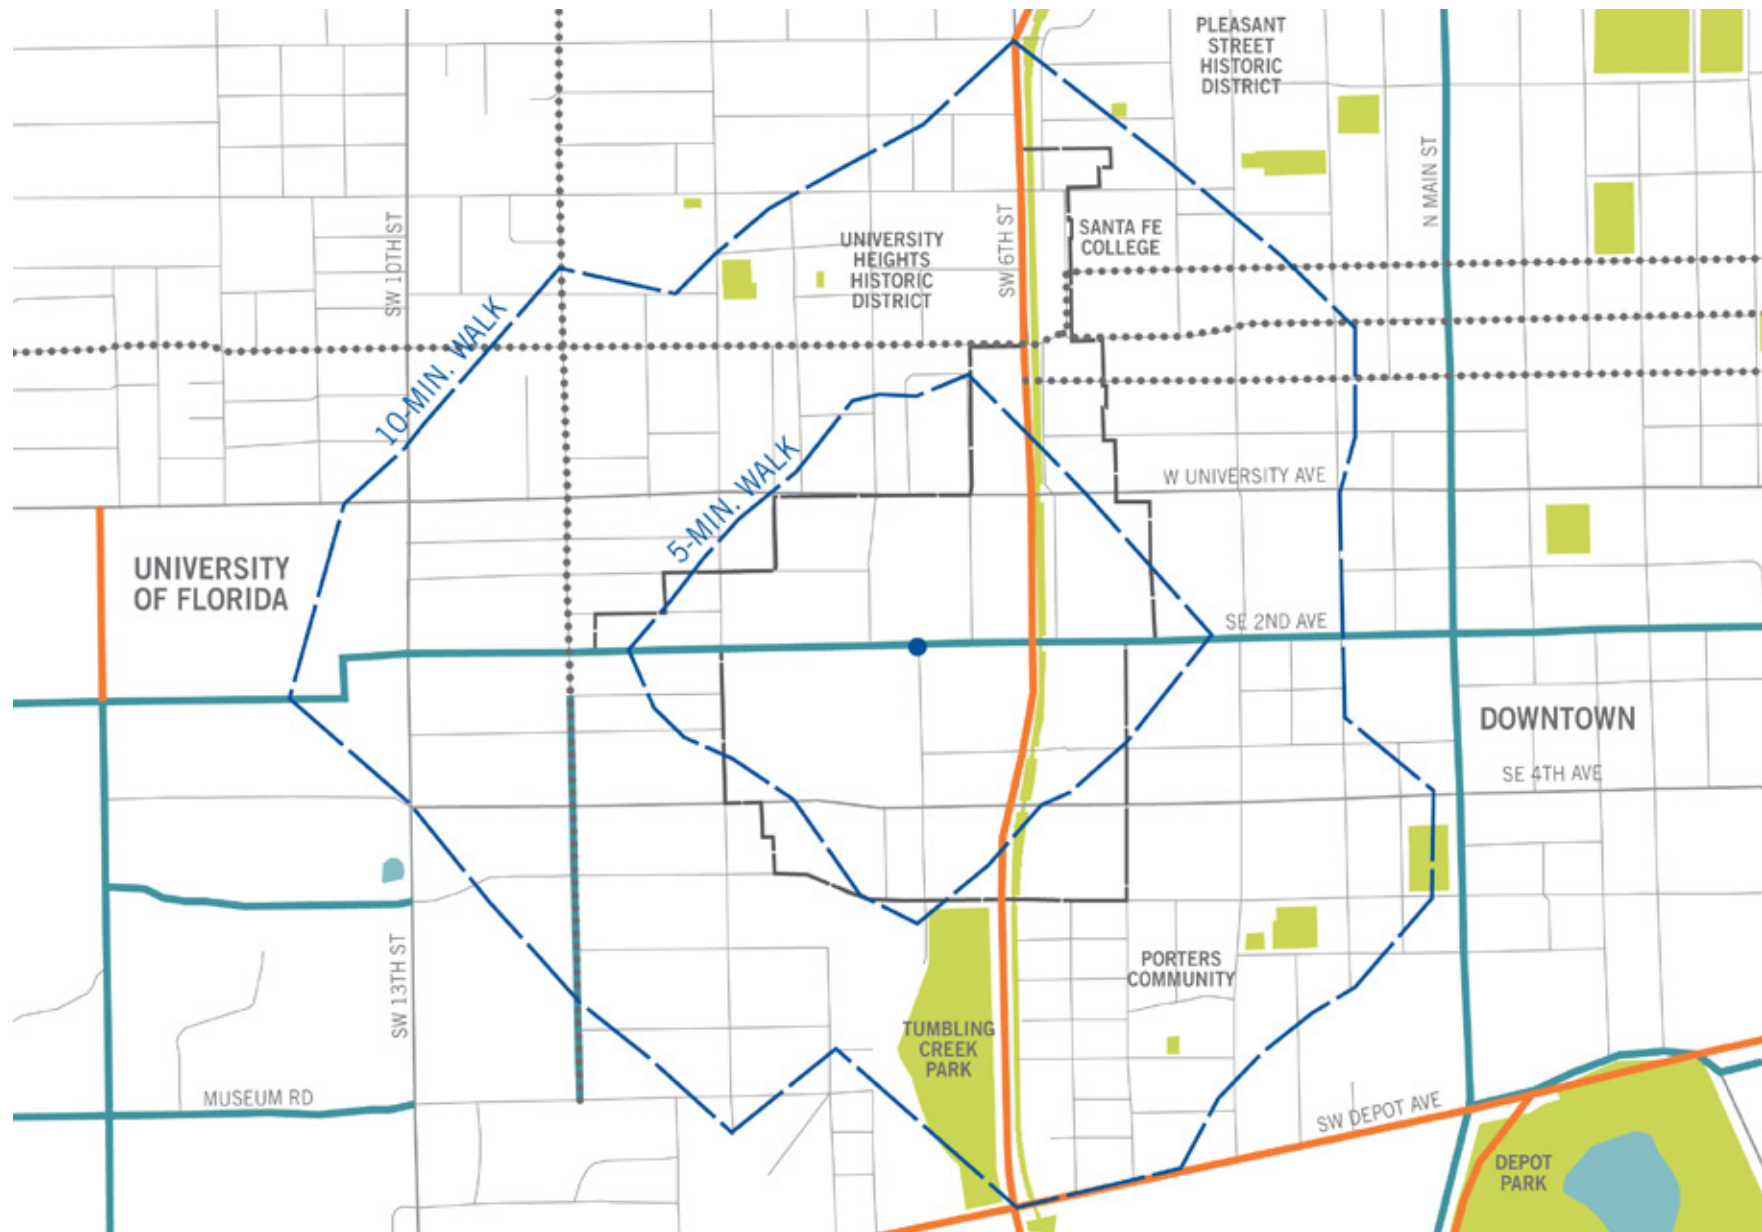 PLEASANT
STREET
HISTORIC
DISTRICT
N MAIN ST
SW 10TH ST
UNIVERSITY
HEIGHTS
HISTORIC
DISTRICT
SW 6TH ST
SANTA FE
COLLEGE
10-MIN. WALK
5-MIN. WALK
W UNIVERSITY AVE
UNIVERSITY
OF FLORIDA
SE 2ND AVE
DOWNTOWN
SE 4TH AVE
SW 13TH ST
PORTERS
COMMUNITY
TUMBLING
CREEK
PARK
MUSEUM RD
SW DEPOT AVE
DEPOT
PARK